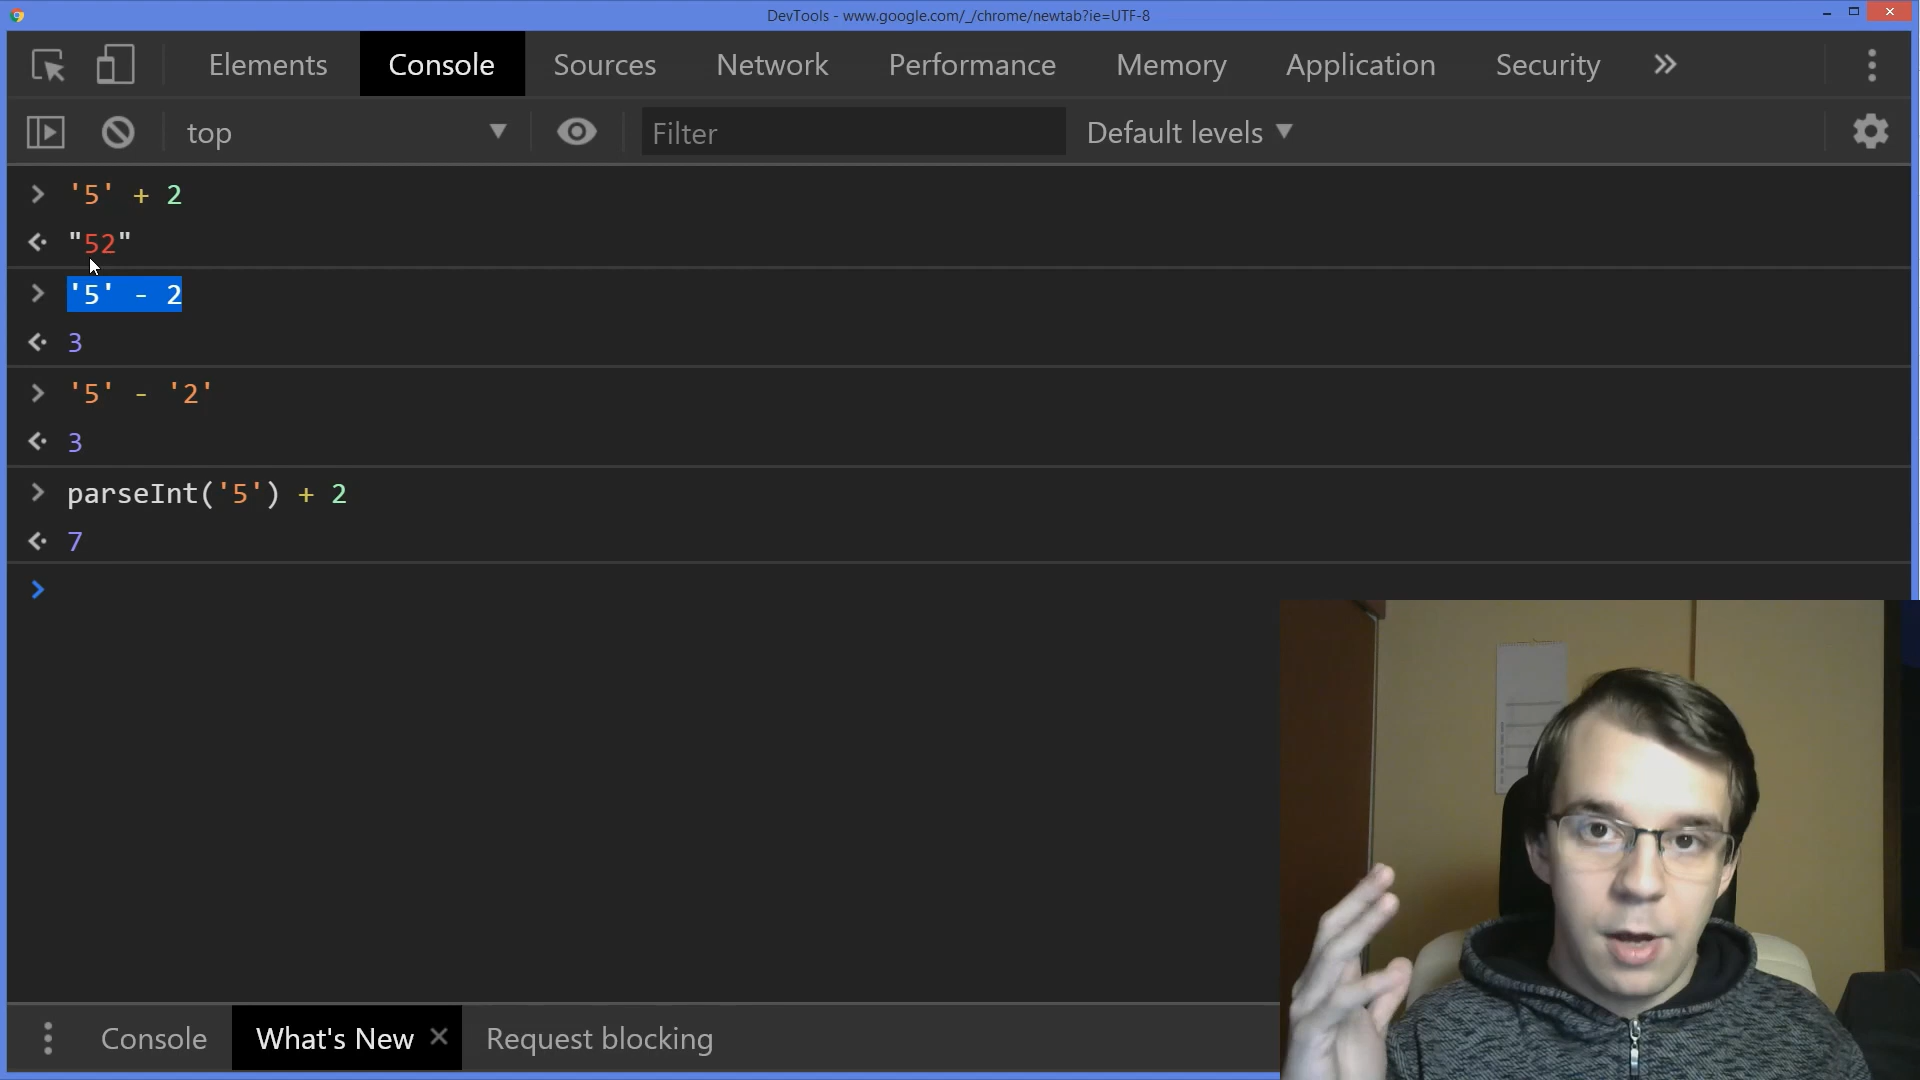 DevTools - www.google.com/_/chrome/newtab?ie=UTF-8
Elements Console Sources Network Performance Memory Application Security »
top Filter Default levels
> '5' + 2
"52"
> '5' - 2
3
> '5' - '2'
3
> parseInt('5') + 2
7
>
Console What's New × Request blocking